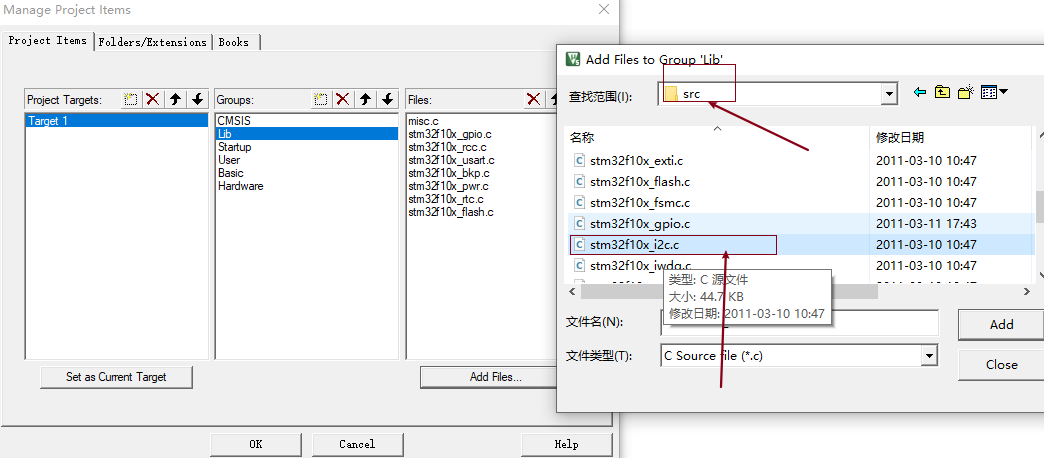 Manage Project Items
Project Items
Folders/Extensions
Books
Project Targets:
Groups:
Files:
Target 1
CMSIS
Lib
Startup
User
Basic
Hardware
misc.c
stm32f10x_gpio.c
stm32f10x_rcc.c
stm32f10x_usart.c
stm32f10x_bkp.c
stm32f10x_pwr.c
stm32f10x_rtc.c
stm32f10x_flash.c
Set as Current Target
Add Files...
OK
Cancel
Help
Add Files to Group 'Lib'
查找范围(I):
src
名称
修改日期
stm32f10x_exti.c 2011-03-10 10:47
stm32f10x_flash.c 2011-03-10 10:47
stm32f10x_fsmc.c 2011-03-10 10:47
stm32f10x_gpio.c 2011-03-11 17:43
stm32f10x_i2c.c 2011-03-10 10:47
stm32f10x_iwdg.c 2011-03-10 10:47
类型: C 源文件
大小: 44.7 KB
修改日期: 2011-03-10 10:47
文件名(N):
Add
文件类型(T):
C Source file (*.c)
Close